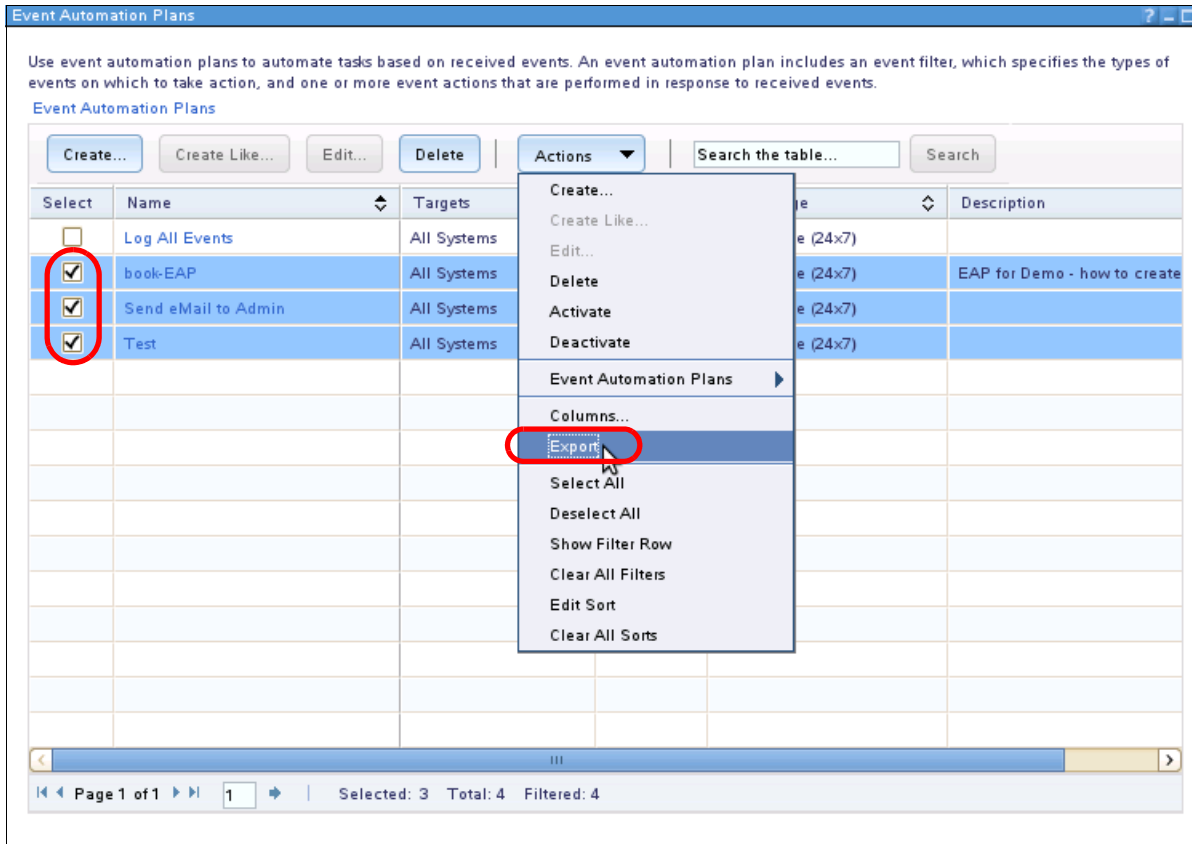 Event Automation Plans
Use event automation plans to automate tasks based on received events. An event automation plan includes an event filter, which specifies the types of
events on which to take action, and one or more event actions that are performed in response to received events.
Event Automation Plans
Create... Create Like... Edit... Delete Actions Search the table... Search
Select Name Targets Description
Log All Events All Systems (24x7)
book-EAP All Systems (24x7) EAP for Demo - how to create
Send eMail to Admin All Systems (24x7)
Test All Systems (24x7)
Create...
Create Like...
Edit...
Delete
Activate
Deactivate
Event Automation Plans
Columns...
Export
Select All
Deselect All
Show Filter Row
Clear All Filters
Edit Sort
Clear All Sorts
Page 1 of 1 1 Selected: 3 Total: 4 Filtered: 4